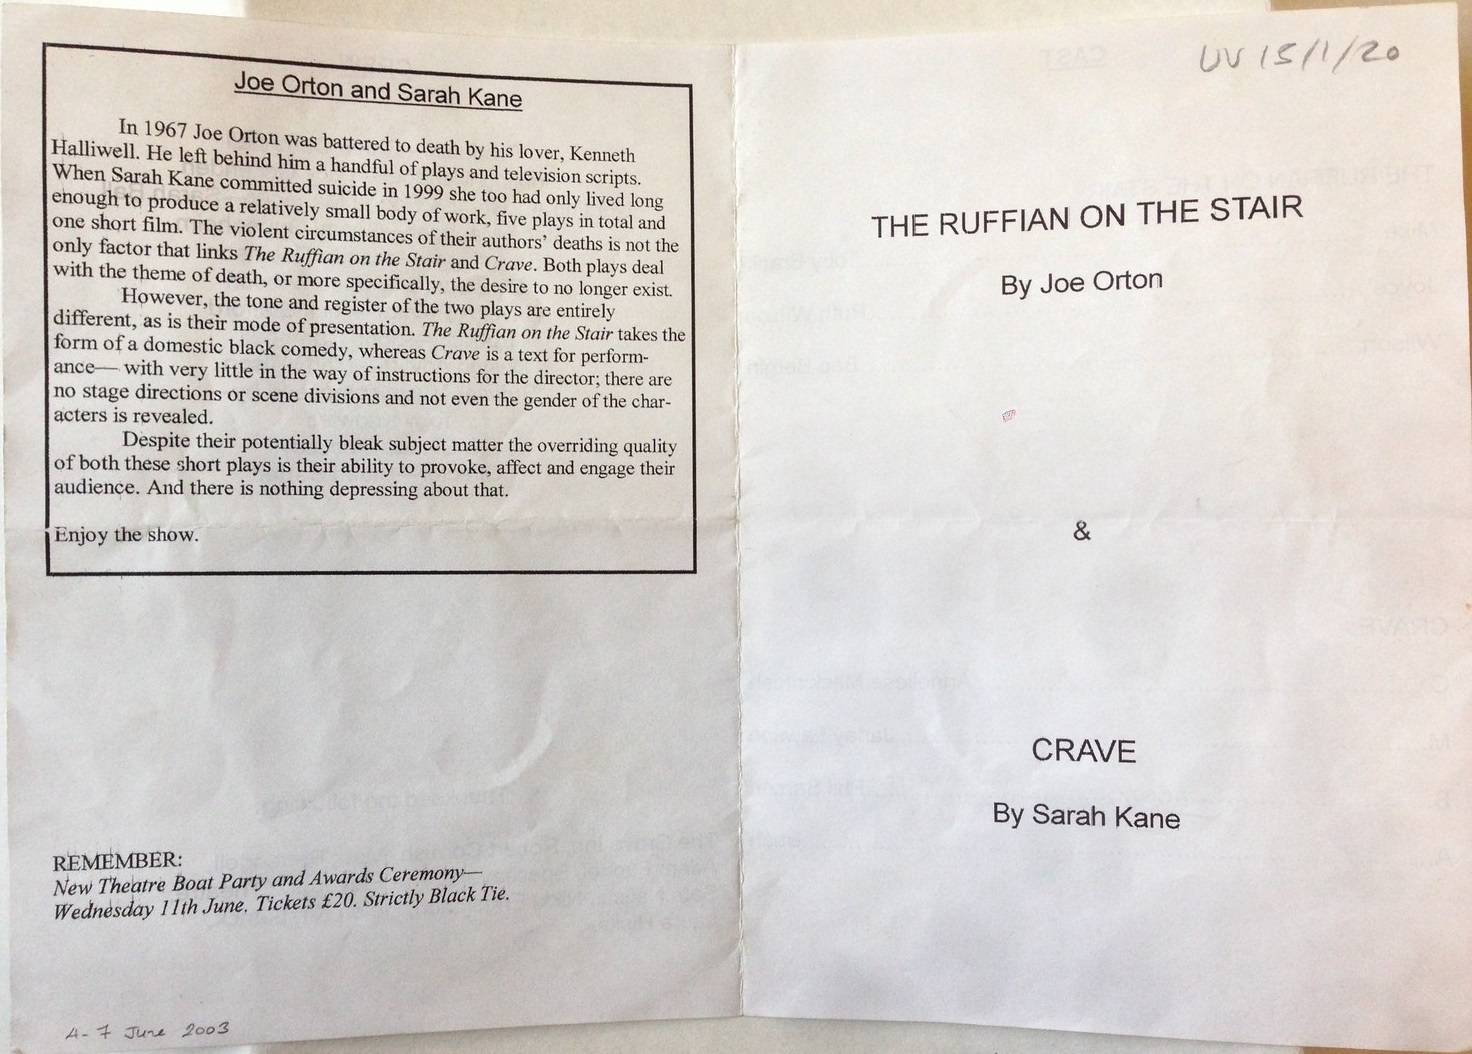 Joe Orton and Sarah Kane
In 1967 Joe Orton was battered to death by his lover, Kenneth
Halliwell. He left behind him a handful of plays and television scripts.
When Sarah Kane committed suicide in 1999 she too had only lived long
enough to produce a relatively small body of work, five plays in total and
one short film. The violent circumstances of their authors' deaths is not the
only factor that links The Ruffian on the Stair and Crave. Both plays deal
with the theme of death, or more specifically, the desire to no longer exist.
However, the tone and register of the two plays are entirely
different, as is their mode of presentation. The Ruffian on the Stair takes the
form of a domestic black comedy, whereas Crave is a text for perform-
ance— with very little in the way of instructions for the director; there are
no stage directions or scene divisions and not even the gender of the char-
acters is revealed.
Despite their potentially bleak subject matter the overriding quality
of both these short plays is their ability to provoke, affect and engage their
audience. And there is nothing depressing about that.
Enjoy the show.
REMEMBER:
New Theatre Boat Party and Awards Ceremony—
Wednesday 11th June. Tickets £20. Strictly Black Tie.
4-7 June 2003
UV 15/1/20
THE RUFFIAN ON THE STAIR
By Joe Orton
&
CRAVE
By Sarah Kane